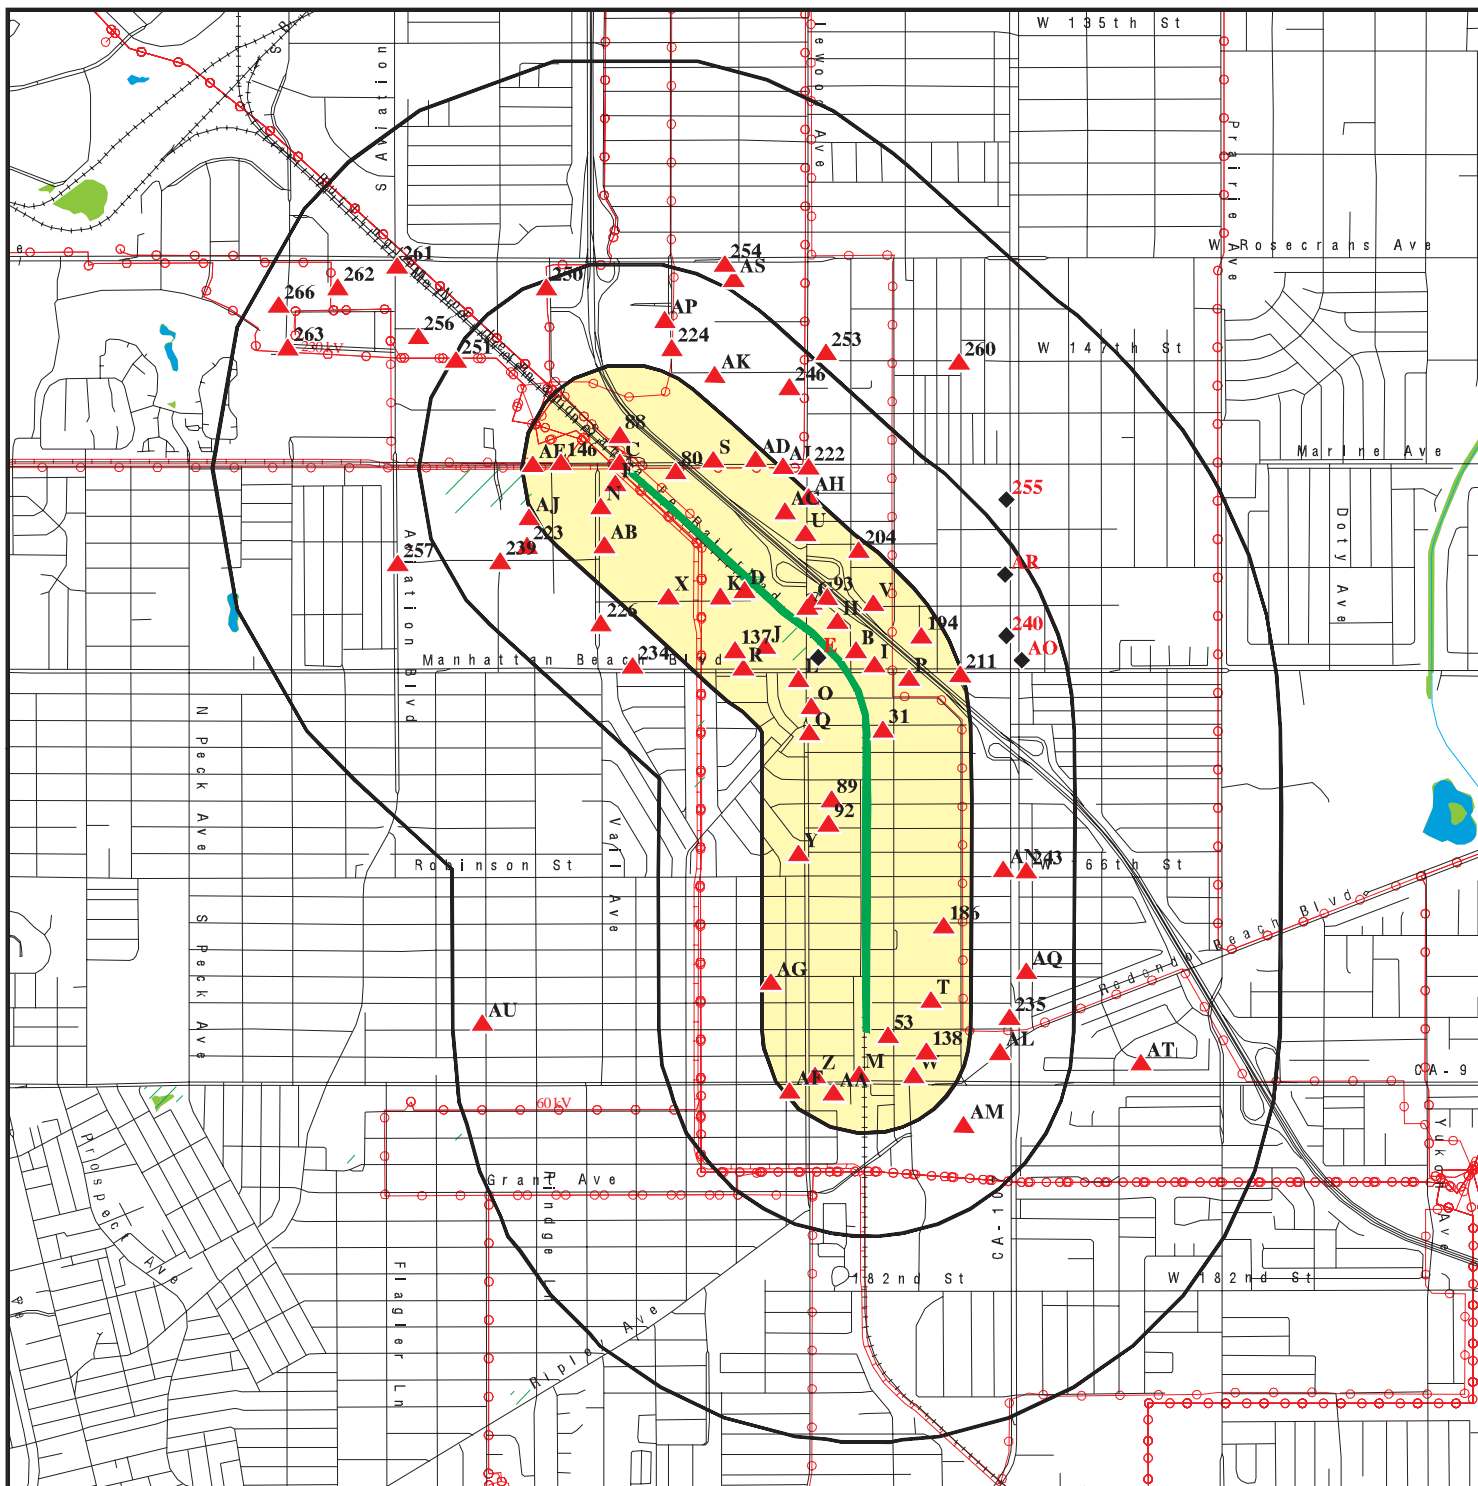 W 135th St
S Aviation
Prairie Ave
W Rosecrans Ave
254
AS
261
262
250
266
AP
256
224
263
230 kV
251
253
W 147th St
260
AK
246
88
Marine Ave
C
S
AD
AI
222
AE
146
F
80
255
N
AH
AC
AJ
U
Doty Ave
AB
223
204
239
257
Aviation Blvd
AR
X
K
D
G
93
V
H
226
194
240
137
J
E
B
AO
Manhattan Beach Blvd
234
R
L
I
P
211
O
N Peck Ave
Q
31
89
92
Vail Ave
Y
Robinson St
AN
243
W 166th St
S Peck Ave
186
Redondo Beach Blvd
AG
AQ
T
AU
235
53
138
AL
AT
Z
M
W
CA-9
AF
AA
60 kV
AM
Yukon Ave
Prospect Ave
Grant Ave
Ringge Ln
CA-10
182nd St
W 182nd St
Flagler Ln
Ripley Ave